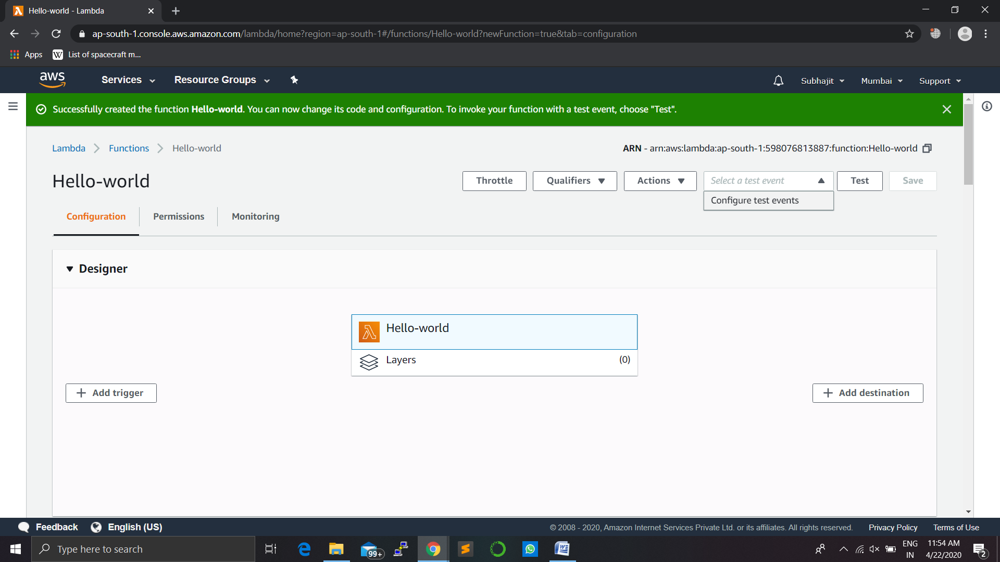 Hello-world - Lambda
ap-south-1.console.aws.amazon.com/lambda/home?region=ap-south-1#/functions/Hello-world?newFunction=true&tab=configuration
Apps
W List of spacecraft m...
aws Services Resource Groups Subhajit Mumbai Support
Successfully created the function Hello-world. You can now change its code and configuration. To invoke your function with a test event, choose "Test".
Lambda Functions Hello-world ARN - arn:aws:lambda:ap-south-1:598076813887:function:Hello-world
Hello-world Throttle Qualifiers Actions Select a test event Test Save
Configure test events
Configuration Permissions Monitoring
Designer
Hello-world
Layers (0)
+ Add trigger + Add destination
Feedback English (US) © 2008 - 2020, Amazon Internet Services Private Ltd. or its affiliates. All rights reserved. Privacy Policy Terms of Use
Type here to search 99+ W ENG 11:54 AM
IN 4/22/2020 2